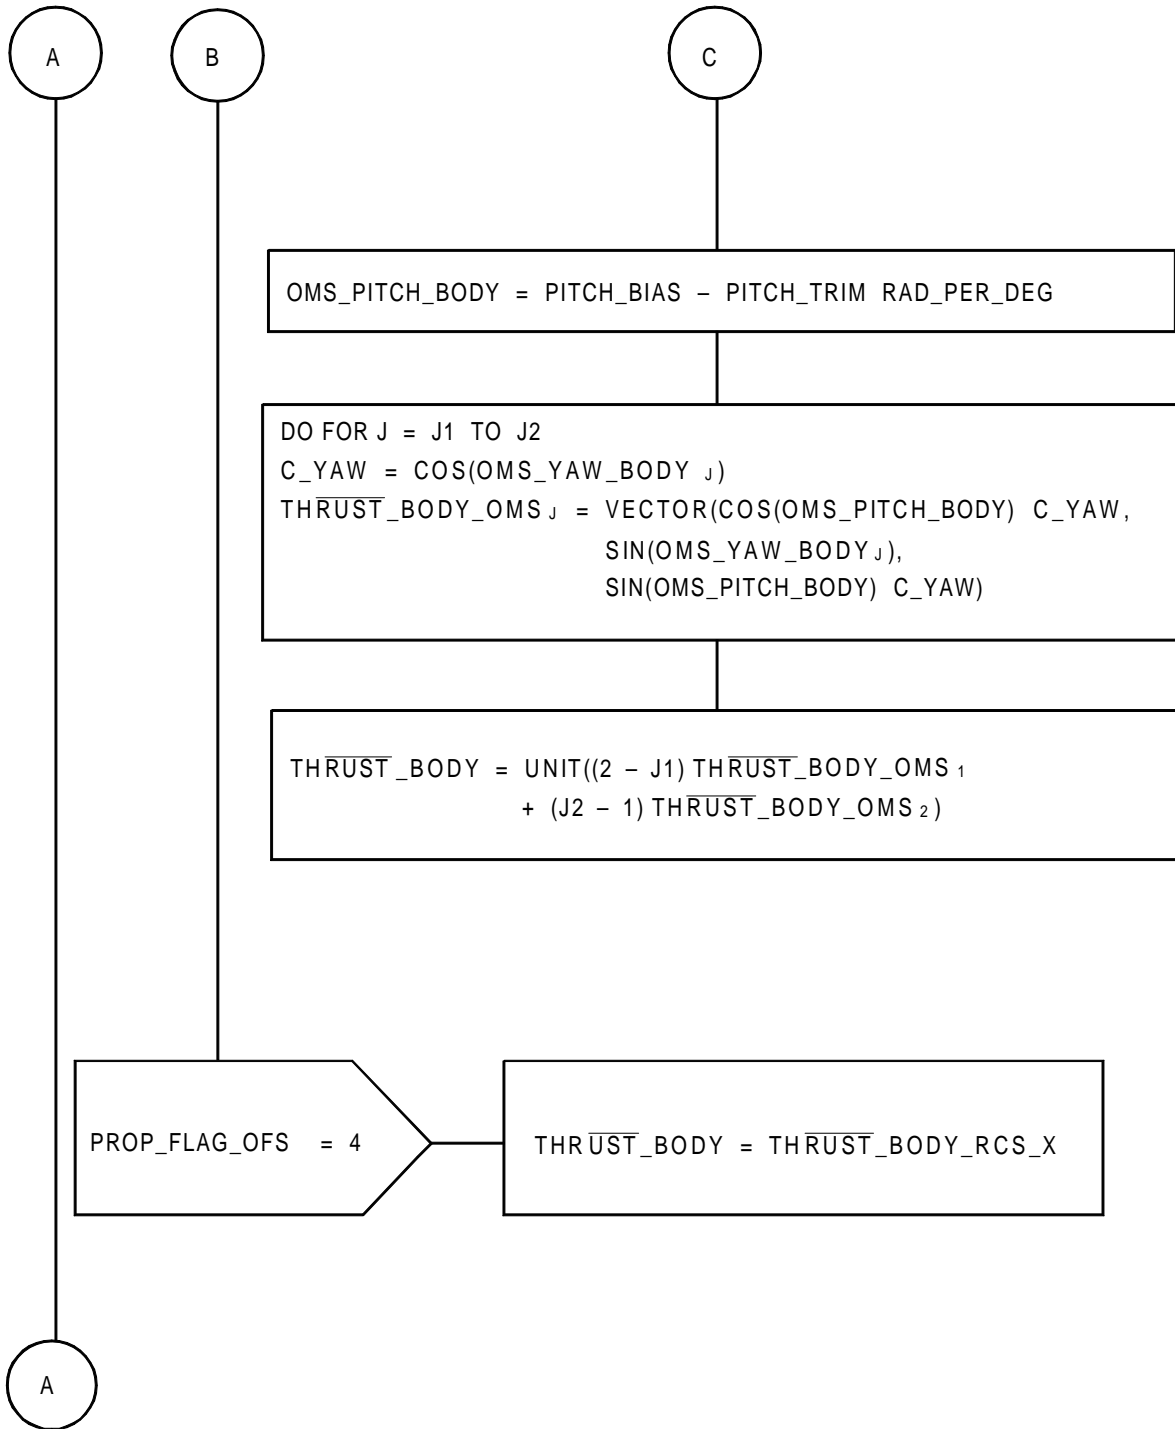 A
B
C
OMS_PITCH_BODY = PITCH_BIAS – PITCH_TRIM RAD_PER_DEG
DO FOR J = J1 TO J2
C_YAW = COS(OMS_YAW_BODY J)
THRUST_BODY_OMS J = VECTOR(COS(OMS_PITCH_BODY) C_YAW,
SIN(OMS_YAW_BODY J),
SIN(OMS_PITCH_BODY) C_YAW)
THRUST_BODY = UNIT((2 – J1) THRUST_BODY_OMS 1
+ (J2 – 1) THRUST_BODY_OMS 2)
PROP_FLAG_OFS = 4
THRUST_BODY = THRUST_BODY_RCS_X
A